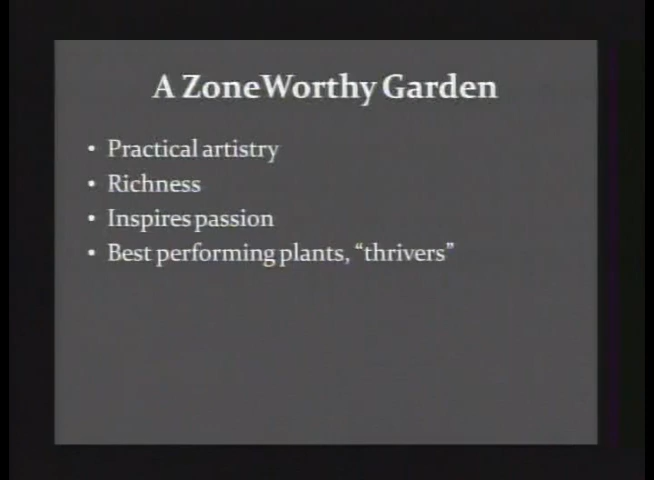 A ZoneWorthy Garden
• Practical artistry
• Richness
• Inspires passion
• Best performing plants, “thrivers”